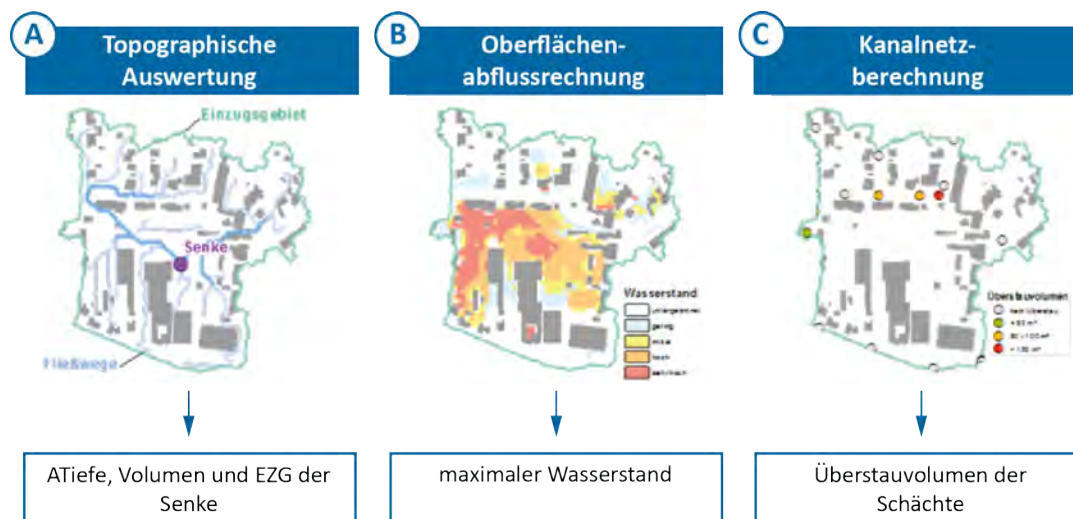 A
Topographische
Auswertung
Einzugsgebiet
Senke
Fließwege
ATiefe, Volumen und EZG der
Senke
B
Oberflächen-
abflussrechnung
Wasserstand
untergeordnet
gering
mittel
hoch
sehr hoch
maximaler Wasserstand
C
Kanalnetz-
berechnung
Überstauvolumen
kein Überstau
Überstauvolumen der
Schächte